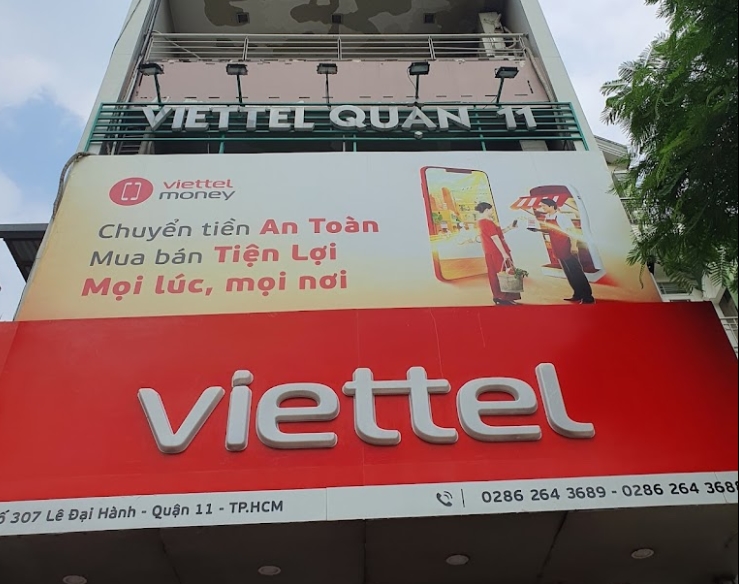 VIETTEL QUẬN 11
viettel
money
Chuyển tiền An Toàn
Mua bán Tiện Lợi
Mọi lúc, mọi nơi
viettel
307 Lê Đại Hành - Quận 11 - TP.HCM
0286 264 3689 - 0286 264 368